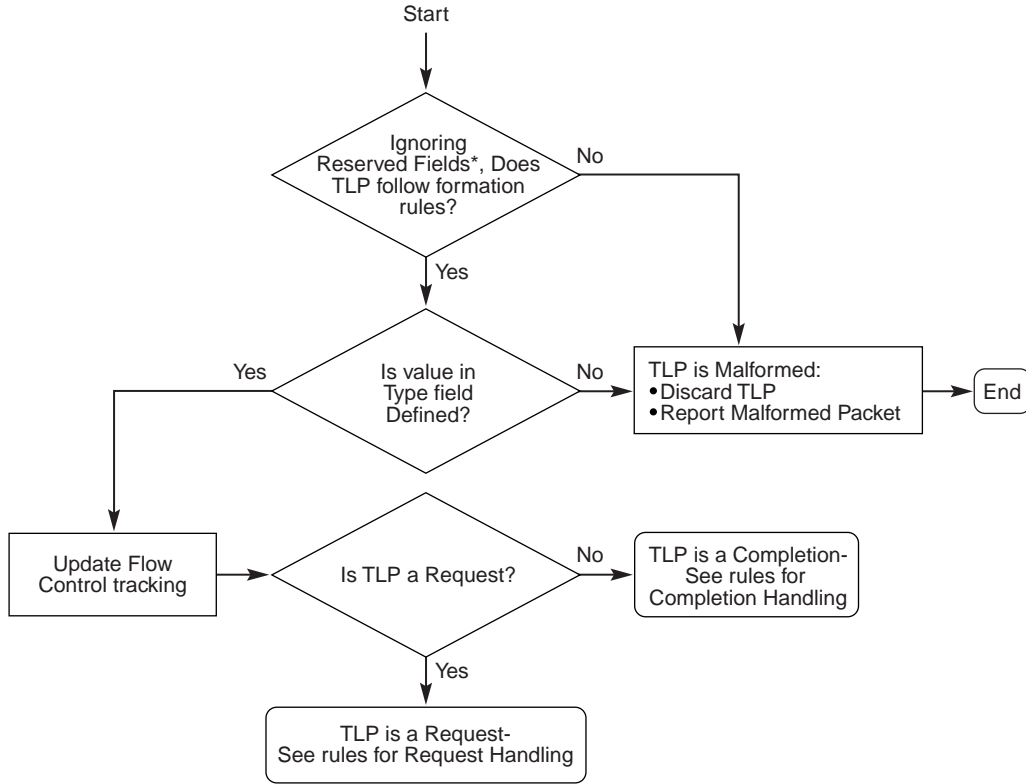 Start
Ignoring
Reserved Fields*, Does
TLP follow formation
rules?
No
Yes
Yes
Is value in
Type field
Defined?
No
TLP is Malformed:
•Discard TLP
•Report Malformed Packet
End
Update Flow
Control tracking
Is TLP a Request?
No
TLP is a Completion-
See rules for
Completion Handling
Yes
TLP is a Request-
See rules for Request Handling